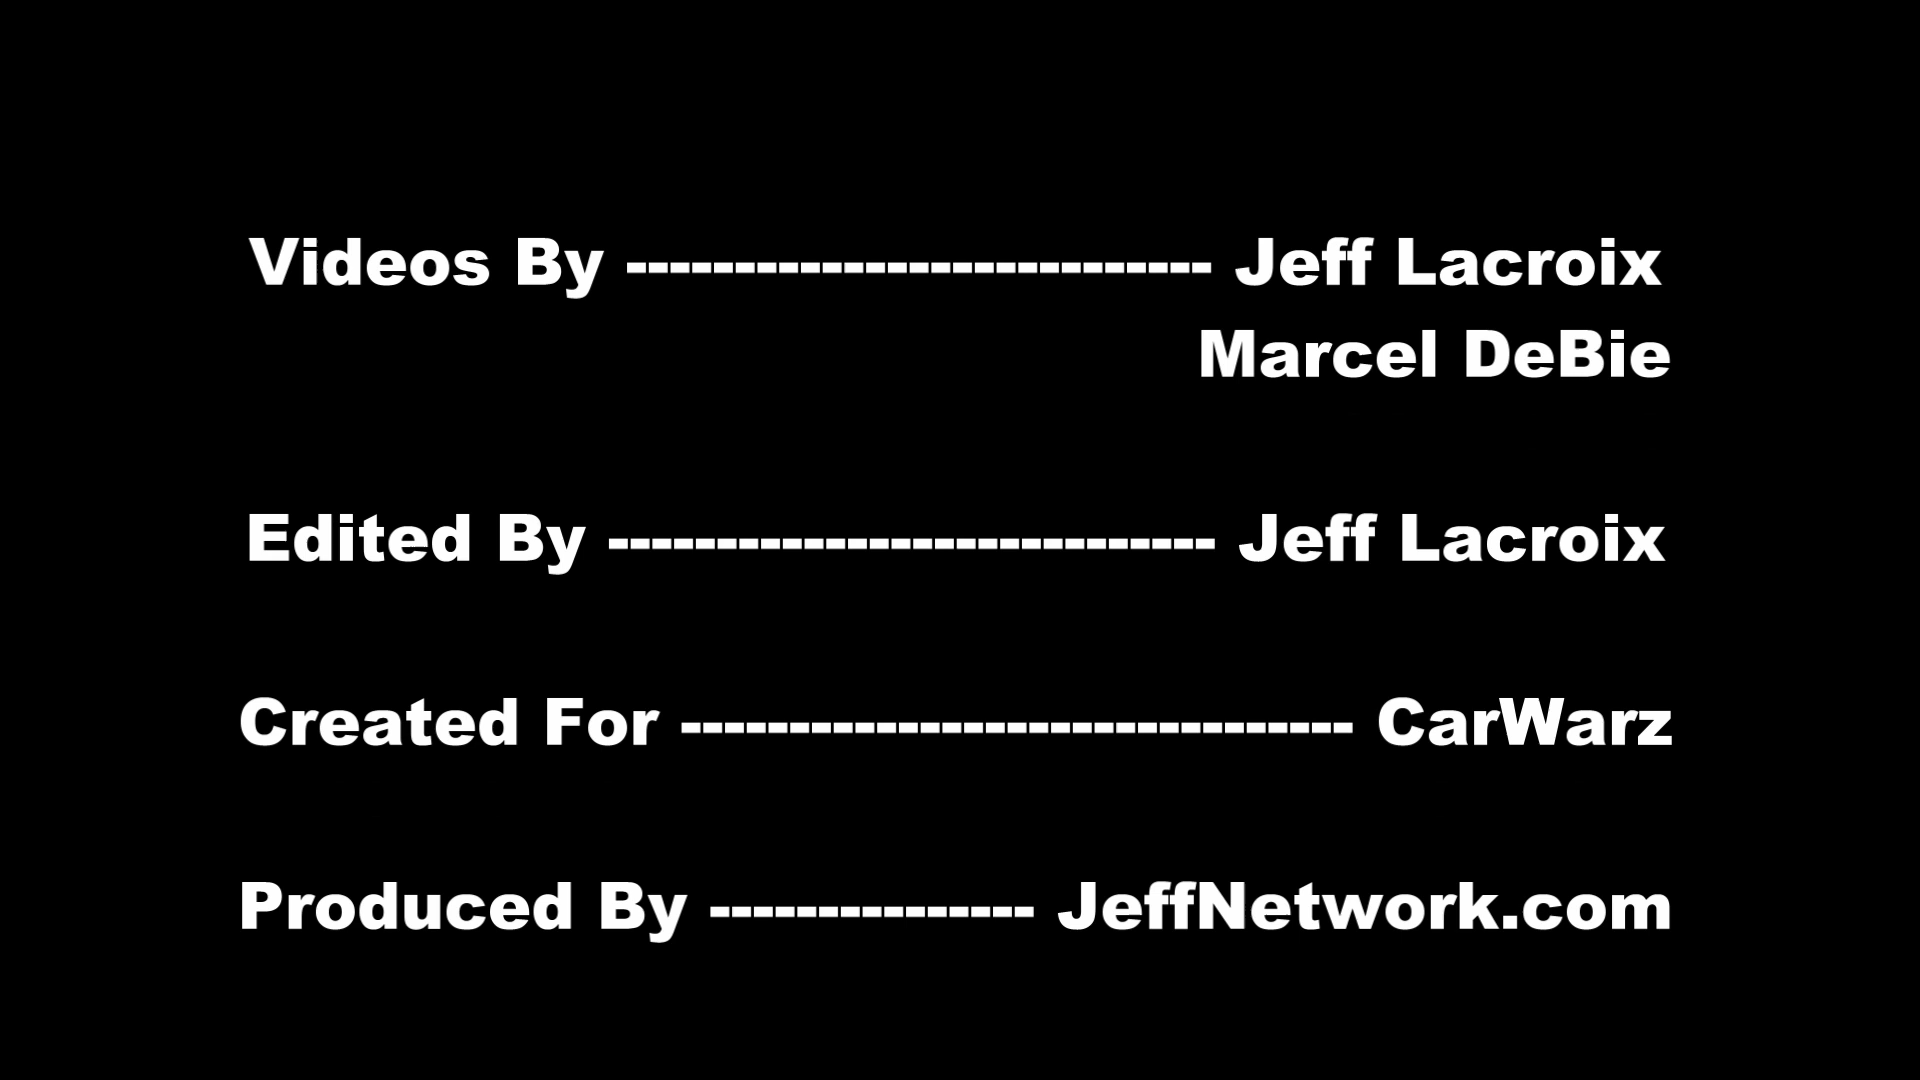 Videos By --------------------------- Jeff Lacroix
Marcel DeBie
Edited By ---------------------------- Jeff Lacroix
Created For ------------------------------- CarWarz
Produced By --------------- JeffNetwork.com